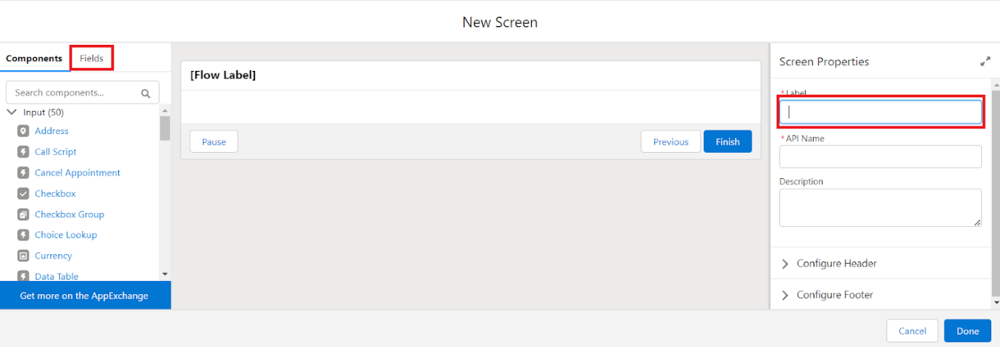 New Screen
Components
Fields
Search components...
Input (50)
Address
Call Script
Cancel Appointment
Checkbox
Checkbox Group
Choice Lookup
Currency
Data Table
Get more on the AppExchange
[Flow Label]
Pause
Previous
Finish
Screen Properties
*Label
*API Name
Description
Configure Header
Configure Footer
Cancel
Done